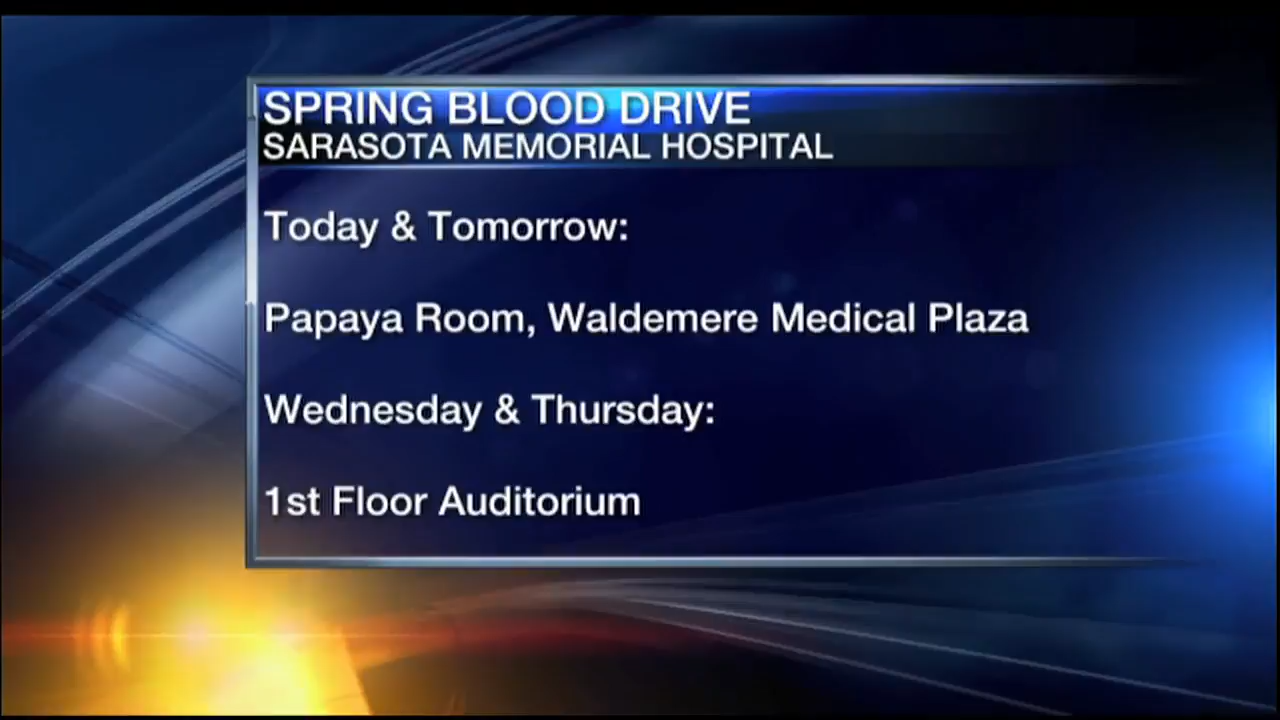 SPRING BLOOD DRIVE
SARASOTA MEMORIAL HOSPITAL
Today & Tomorrow:
Papaya Room, Waldemere Medical Plaza
Wednesday & Thursday:
1st Floor Auditorium